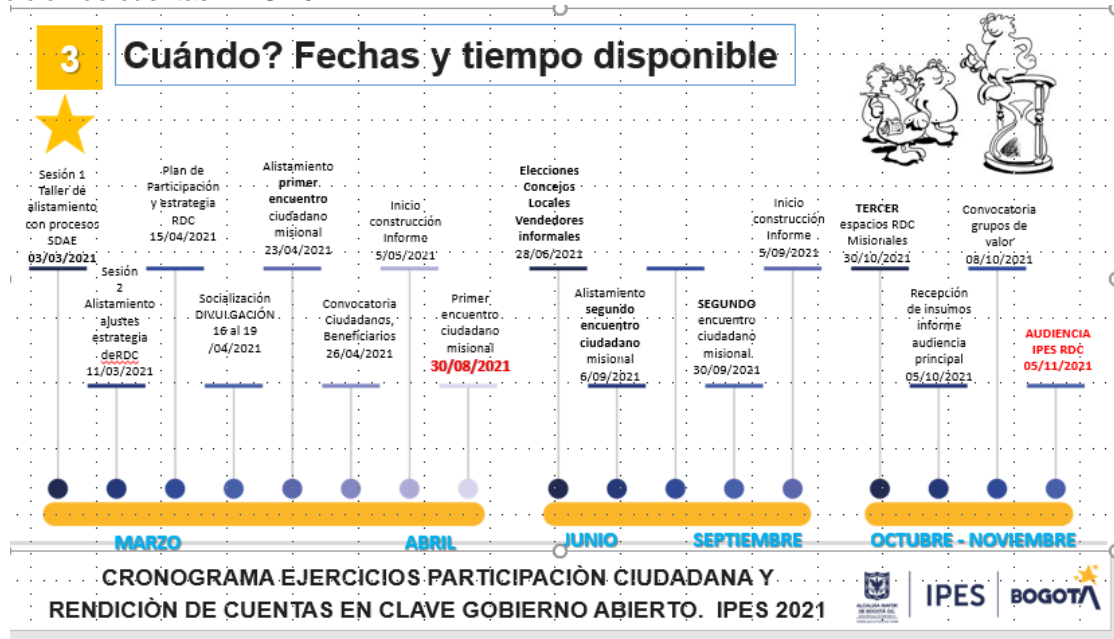 3
Cuándo? Fechas y tiempo disponible
Sesión 1
Taller de
alistamiento
con procesos
SDAE
03/03/2021
Sesión
2
Alistamiento
ajustes
estrategia
deRDC
11/03/2021
Plan de
Participación
y estrategia
RDC
15/04/2021
Socialización
DIVULGACIÓN
16 al 19
/04/2021
Alistamiento
primer
encuentro
ciudadano
misional
23/04/2021
Convocatoria
Ciudadanos,
Beneficiarios
26/04/2021
Inicio
construcción
Informe
5/05/2021
Primer
encuentro
ciudadano
misional
30/08/2021
Elecciones
Concejos
Locales
Vendedores
informales
28/06/2021
Alistamiento
segundo
encuentro
ciudadano
misional
6/09/2021
SEGUNDO
encuentro
ciudadano
misional.
30/09/2021
Inicio
construcción
Informe
5/09/2021
TERCER
espacios RDC
Misionales
30/10/2021
Recepción
de insumos
informe
audiencia
principal
05/10/2021
Convocatoria
grupos de
valor
08/10/2021
AUDIENCIA
IPES RDC
05/11/2021
MARZO
ABRIL
JUNIO
SEPTIEMBRE
OCTUBRE - NOVIEMBRE
CRONOGRAMA EJERCICIOS PARTICIPACIÒN CIUDADANA Y
RENDICIÒN DE CUENTAS EN CLAVE GOBIERNO ABIERTO. IPES 2021
ALCALDÍA MAYOR
DE BOGOTÁ D.C.
IPES
BOGOTÁ